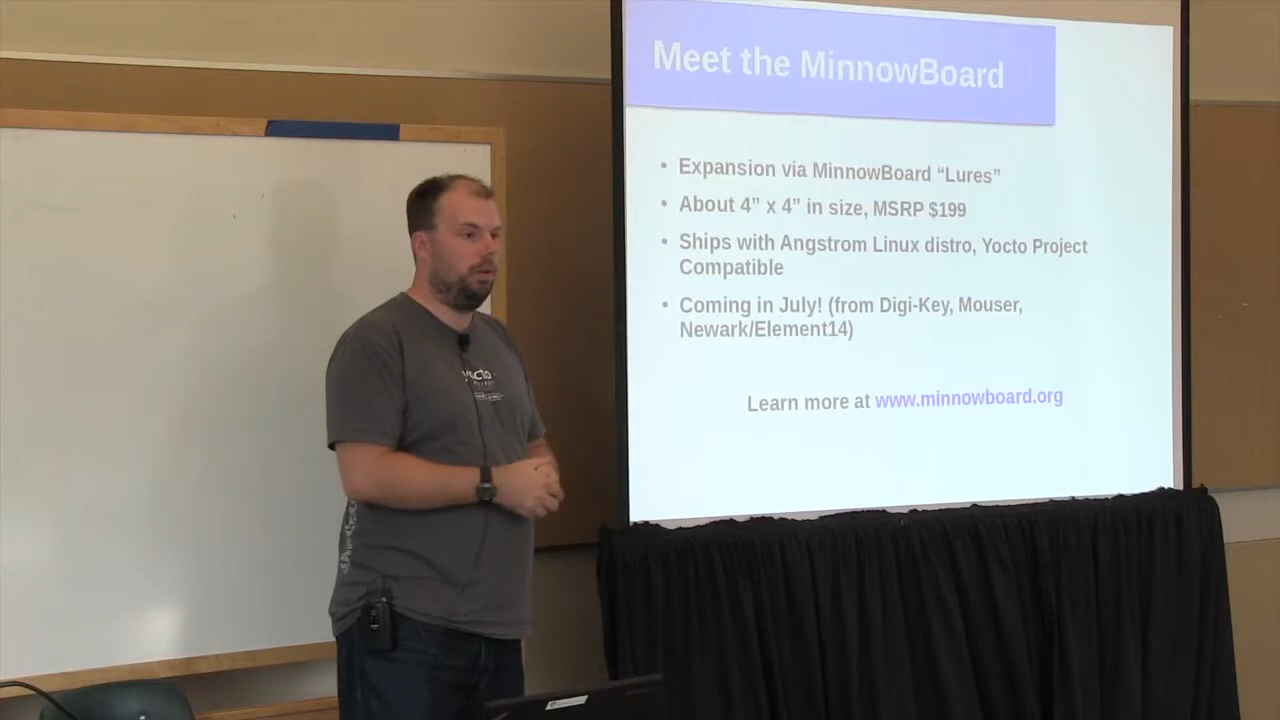 Meet the MinnowBoard
• Expansion via MinnowBoard “Lures”
• About 4” x 4” in size, MSRP $199
• Ships with Angstrom Linux distro, Yocto Project
Compatible
• Coming in July! (from Digi-Key, Mouser,
Newark/Element14)
Learn more at www.minnowboard.org